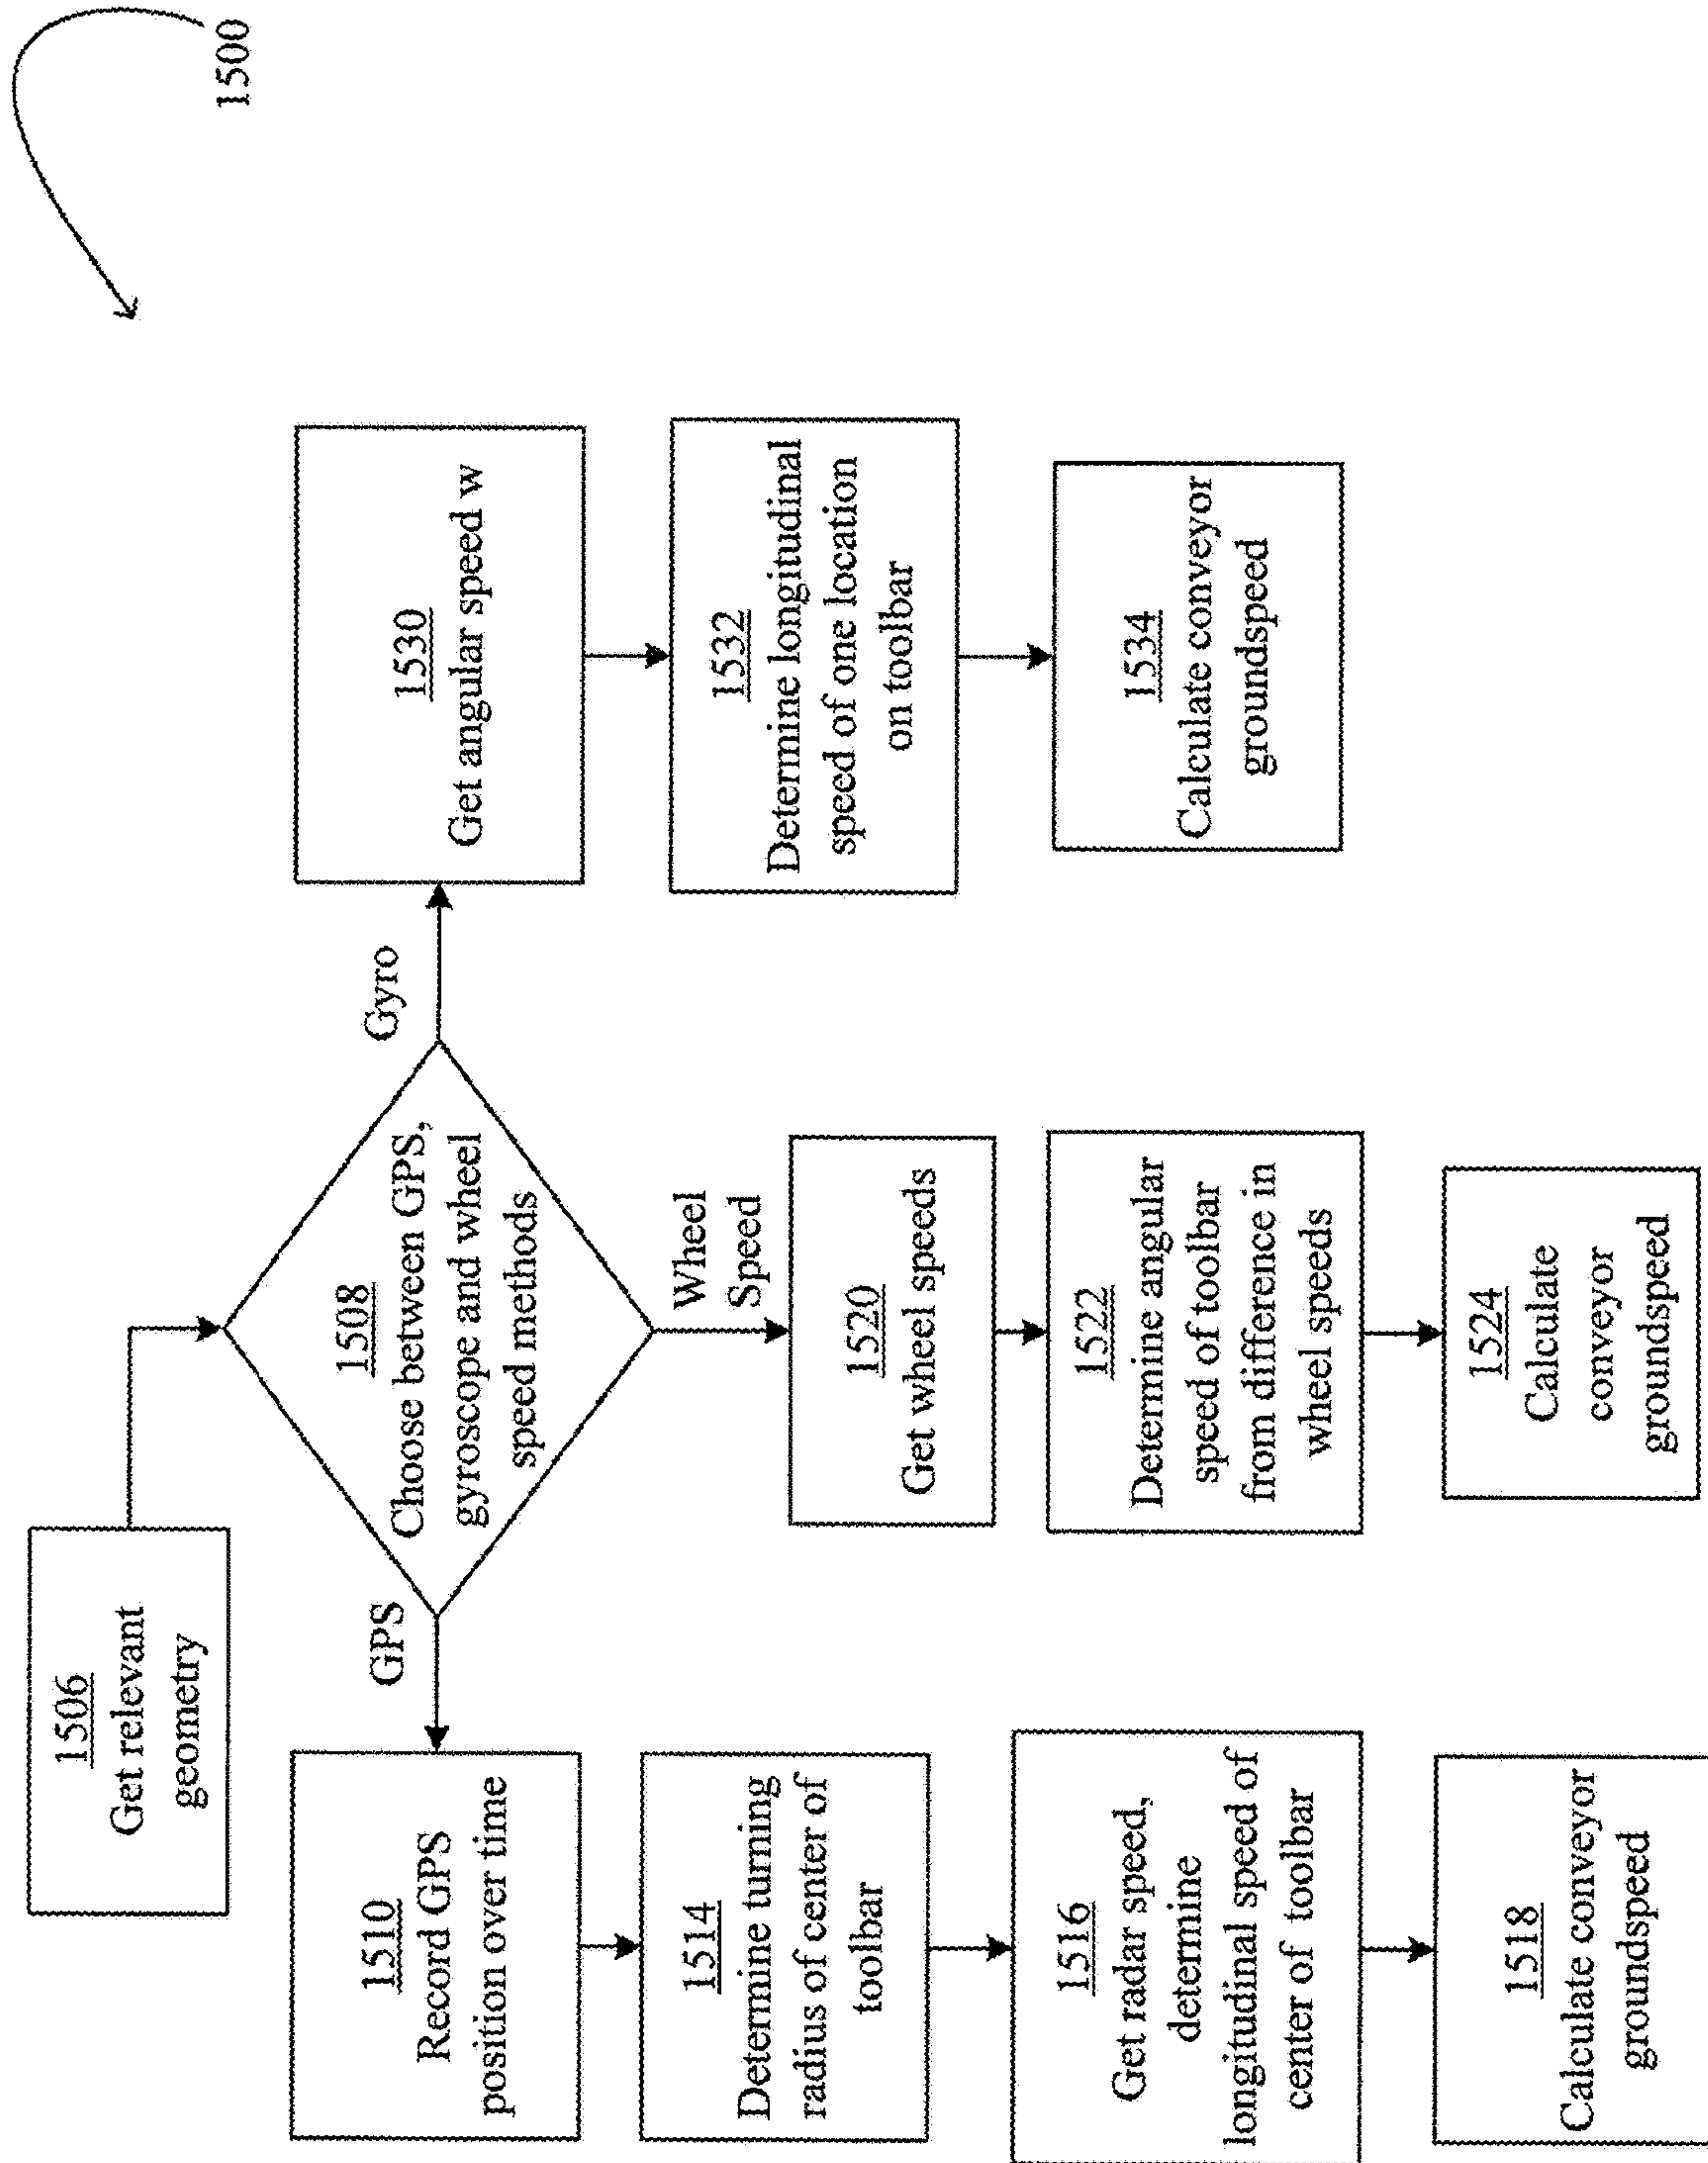 1500
1506
Get relevant
geometry
1508
Choose between GPS,
gyroscope and wheel
speed methods
GPS
Wheel
Speed
Gyro
1510
Record GPS
position over time
1514
Determine turning
radius of center of
toolbar
1516
Get radar speed,
determine
longitudinal speed of
center of toolbar
1518
Calculate conveyor
groundspeed
1520
Get wheel speeds
1522
Determine angular
speed of toolbar
from difference in
wheel speeds
1524
Calculate
conveyor
groundspeed
1530
Get angular speed w
1532
Determine longitudinal
speed of one location
on toolbar
1534
Calculate conveyor
groundspeed